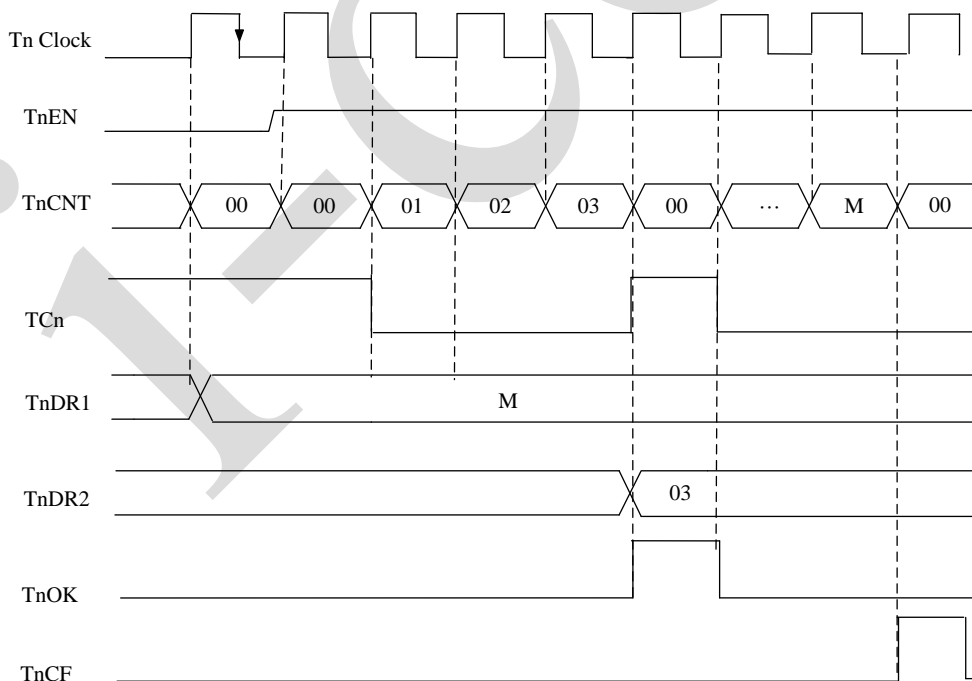 Tn Clock
TnEN
TnCNT 00 00 01 02 03 00 ··· M 00
TCn
TnDR1 M
TnDR2 03
TnOK
TnCF